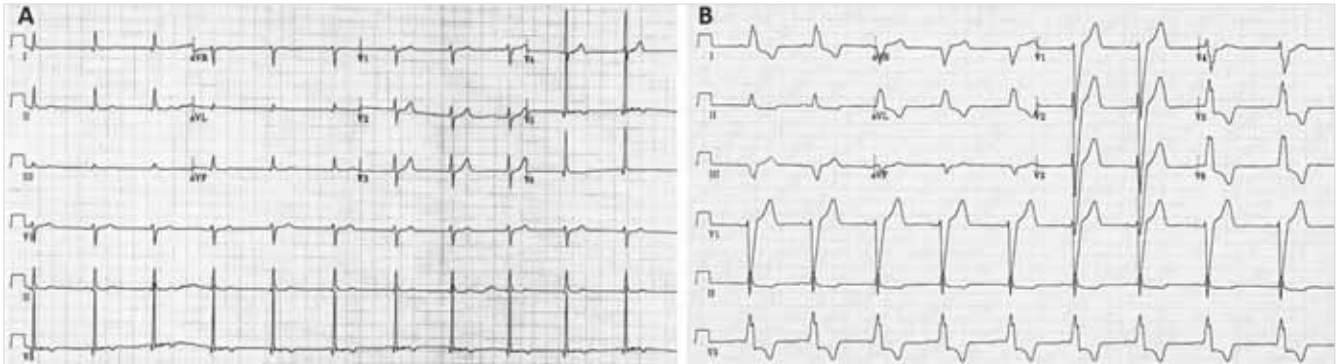 A
I aVR V1 V4
II aVL V2 V5
III aVF V3 V6
V1
II
V5
B
I aVR V1 V4
II aVL V2 V5
III aVF V3 V6
V1
II
V5